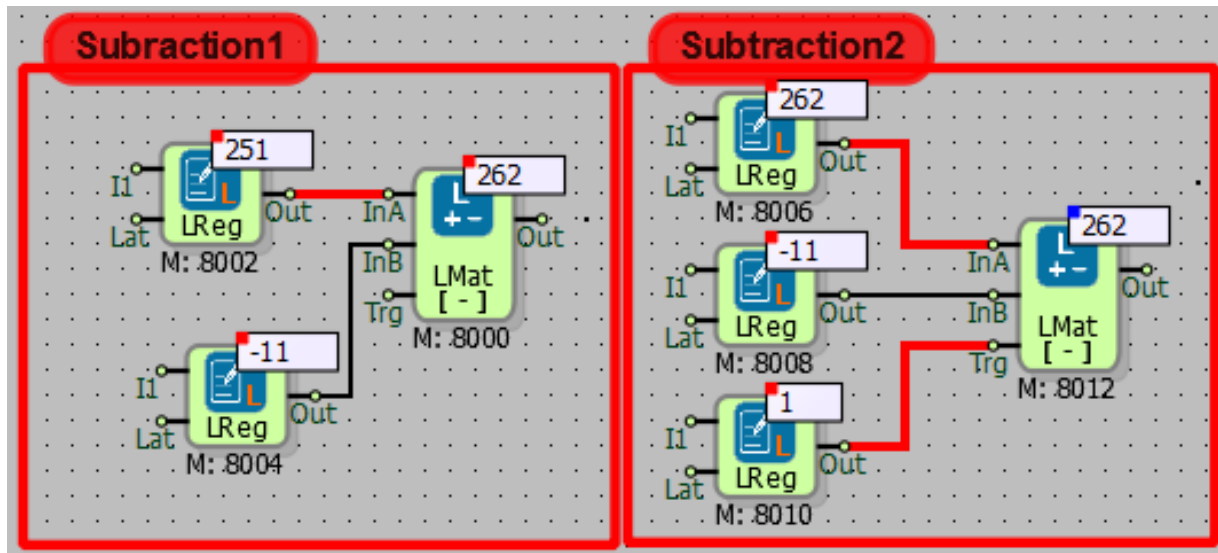 Subraction1
251
I1
Lat
LReg
Out
M: 8002
-11
I1
Lat
LReg
Out
M: 8004
262
InA
InB
Trg
L
+-
LMat
[ - ]
Out
M: 8000
Subtraction2
262
I1
Lat
LReg
Out
M: 8006
-11
I1
Lat
LReg
Out
M: 8008
1
I1
Lat
LReg
Out
M: 8010
262
InA
InB
Trg
L
+-
LMat
[ - ]
Out
M: 8012